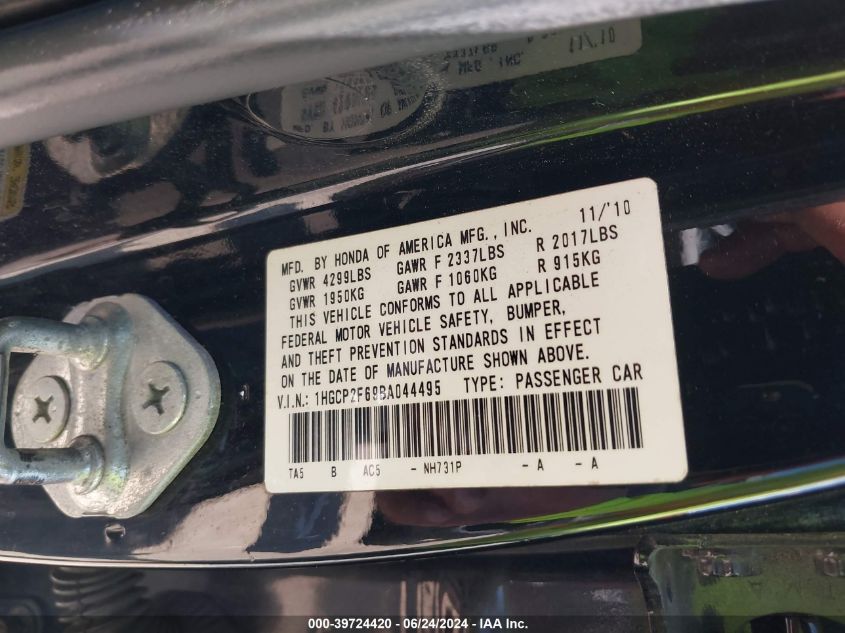 MFD. BY HONDA OF AMERICA MFG., INC. 11/'10
GVWR 4299LBS GAWR F 2337LBS R 2017LBS
GVWR 1950KG GAWR F 1060KG R 915KG
THIS VEHICLE CONFORMS TO ALL APPLICABLE
FEDERAL MOTOR VEHICLE SAFETY, BUMPER,
AND THEFT PREVENTION STANDARDS IN EFFECT
ON THE DATE OF MANUFACTURE SHOWN ABOVE.
V.I.N.: 1HGCP2F69BA044495 TYPE: PASSENGER CAR
TA5 B AC5 - NH731P - A - A
000-39724420 - 06/24/2024 - IAA Inc.